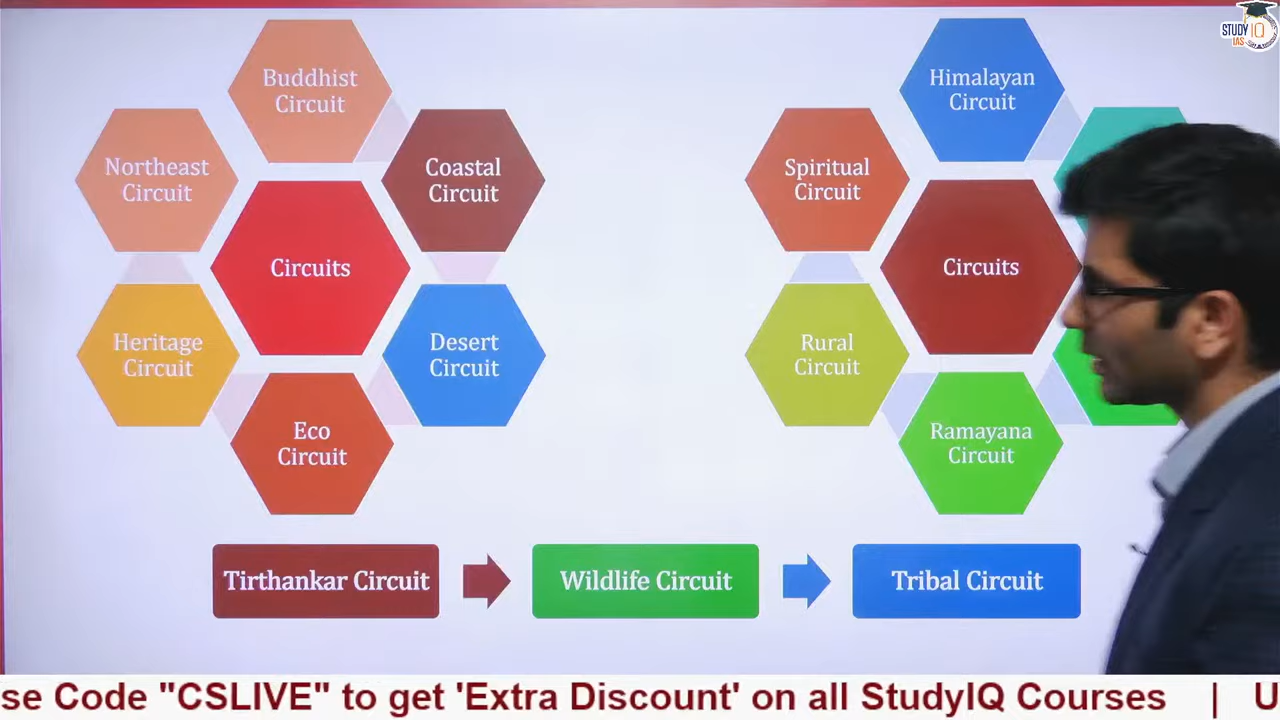 STUDY IQ
IAS
Buddhist
Circuit
Northeast
Circuit
Coastal
Circuit
Circuits
Heritage
Circuit
Desert
Circuit
Eco
Circuit
Himalayan
Circuit
Spiritual
Circuit
Circuits
Rural
Circuit
Ramayana
Circuit
Tirthankar Circuit
Wildlife Circuit
Tribal Circuit
se Code "CSLIVE" to get 'Extra Discount' on all StudyIQ Courses | U